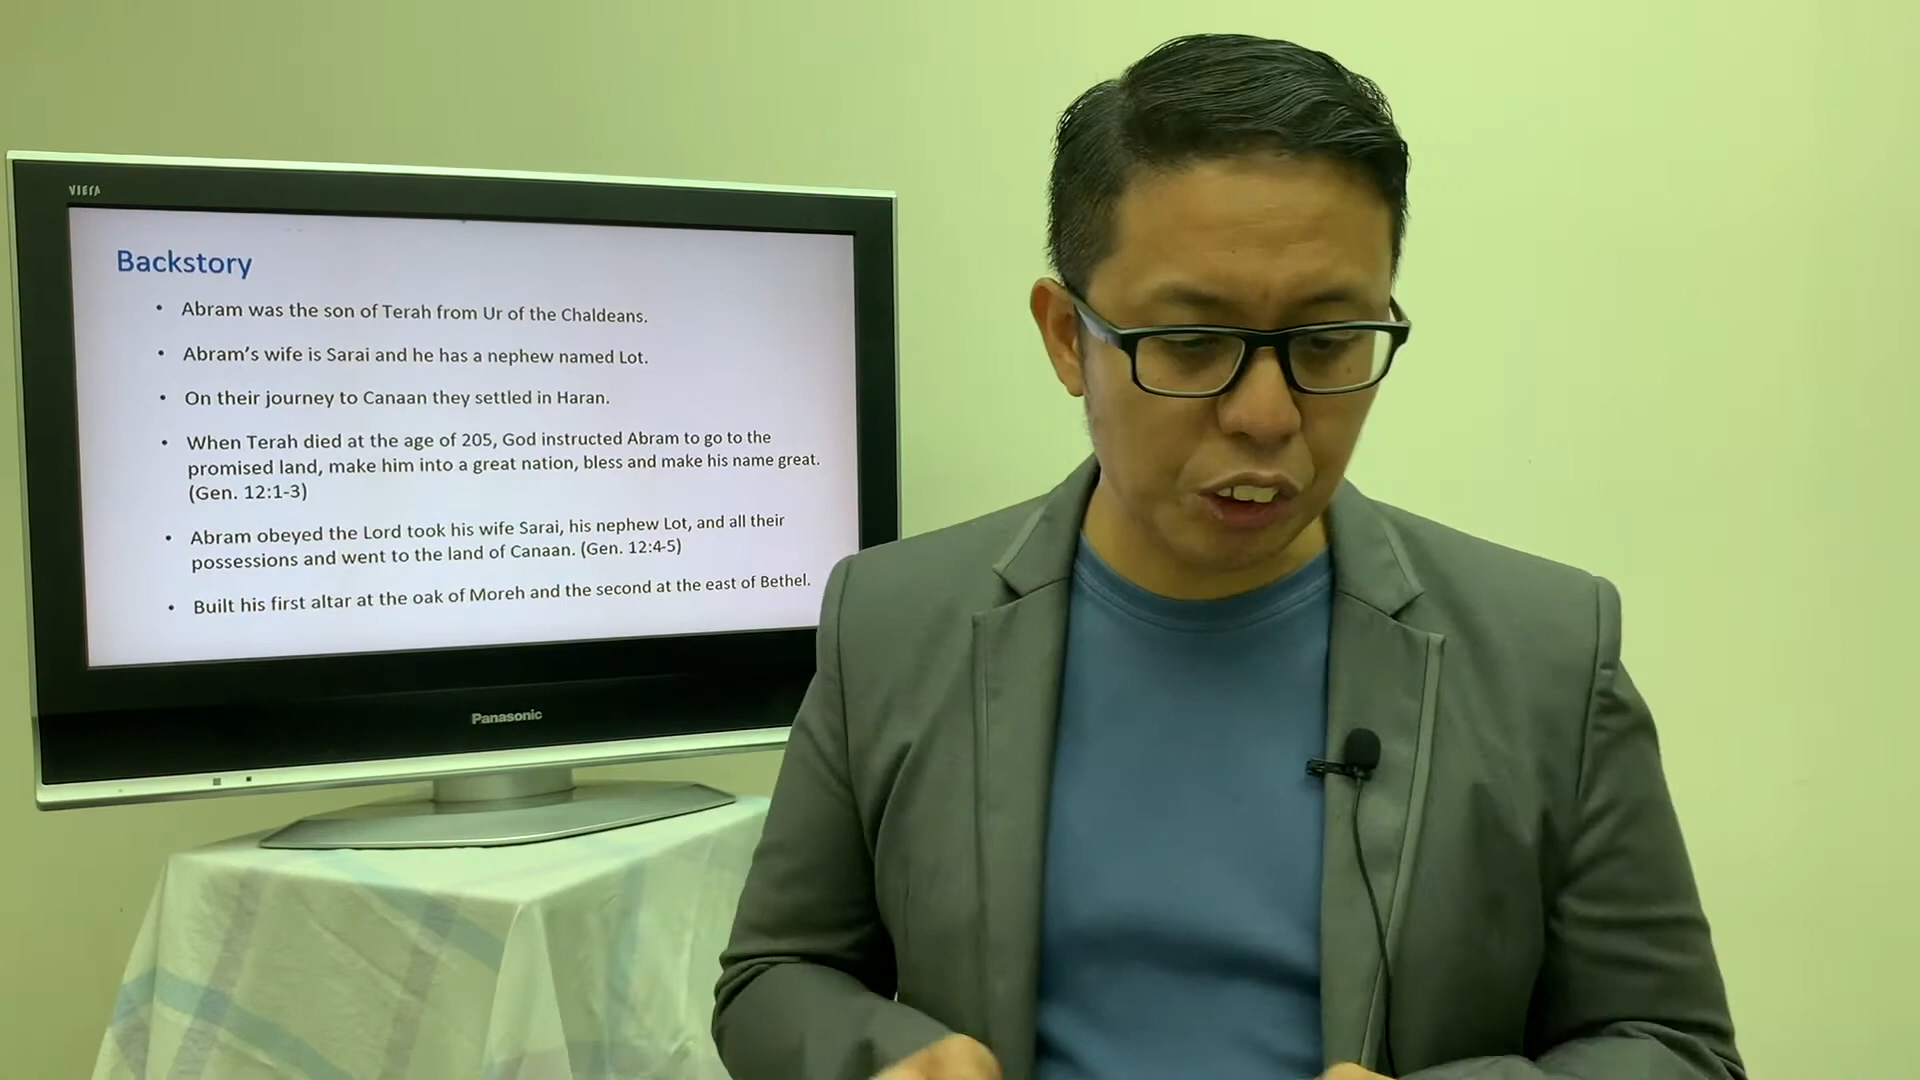 VIERA
Backstory
• Abram was the son of Terah from Ur of the Chaldeans.
• Abram's wife is Sarai and he has a nephew named Lot.
• On their journey to Canaan they settled in Haran.
• When Terah died at the age of 205, God instructed Abram to go to the
promised land, make him into a great nation, bless and make his name great.
(Gen. 12:1-3)
• Abram obeyed the Lord took his wife Sarai, his nephew Lot, and all their
possessions and went to the land of Canaan. (Gen. 12:4-5)
• Built his first altar at the oak of Moreh and the second at the east of Bethel.
Panasonic